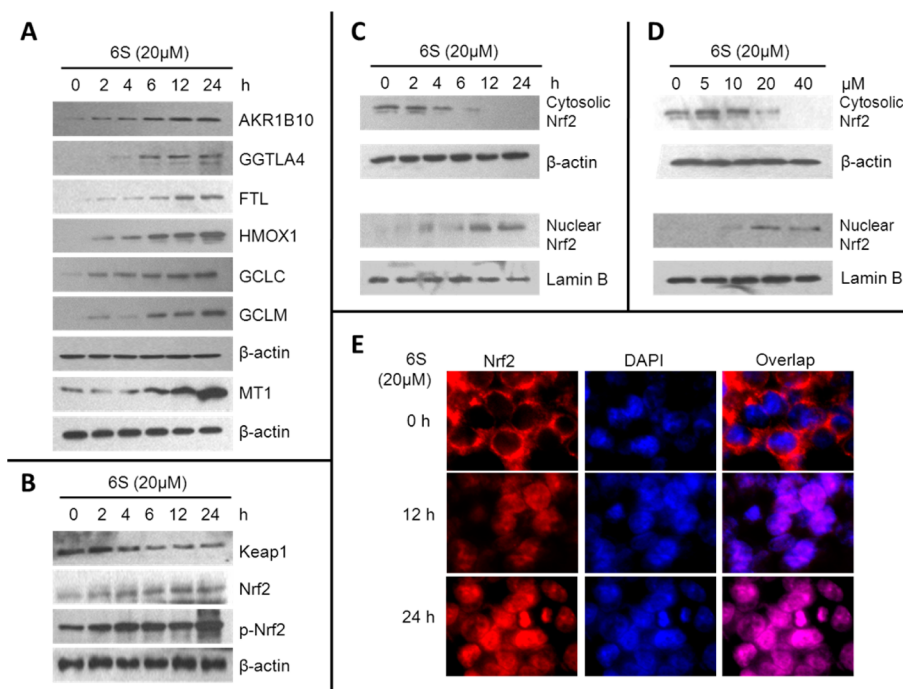 A
6S (20µM)
0 2 4 6 12 24 h
AKR1B10
GGTLA4
FTL
HMOX1
GCLC
GCLM
β-actin
MT1
β-actin
B
6S (20µM)
0 2 4 6 12 24 h
Keap1
Nrf2
p-Nrf2
β-actin
C
6S (20µM)
0 2 4 6 12 24 h
Cytosolic
Nrf2
β-actin
Nuclear
Nrf2
Lamin B
D
6S (20µM)
0 5 10 20 40 µM
Cytosolic
Nrf2
β-actin
Nuclear
Nrf2
Lamin B
E
6S
(20µM)
Nrf2 DAPI Overlap
0 h
12 h
24 h